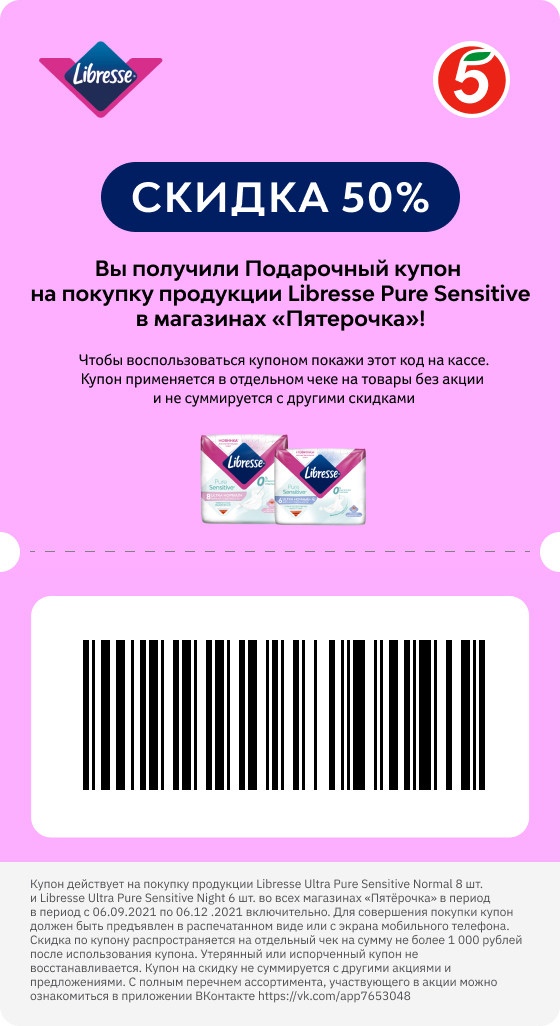 Libresse
5
СКИДКА 50%
Вы получили Подарочный купон
на покупку продукции Libresse Pure Sensitive
в магазинах «Пятерочка»!
Чтобы воспользоваться купоном покажи этот код на кассе.
Купон применяется в отдельном чеке на товары без акции
и не суммируется с другими скидками
НОВИНКА
Libresse
Pure
Sensitive
0%
8
Libresse
Pure
Sensitive
0%
6
Купон действует на покупку продукции Libresse Ultra Pure Sensitive Normal 8 шт.
и Libresse Ultra Pure Sensitive Night 6 шт. во всех магазинах «Пятёрочка» в период
в период с 06.09.2021 по 06.12 .2021 включительно. Для совершения покупки купон
должен быть предъявлен в распечатанном виде или с экрана мобильного телефона.
Скидка по купону распространяется на отдельный чек на сумму не более 1 000 рублей
после использования купона. Утерянный или испорченный купон не
восстанавливается. Купон на скидку не суммируется с другими акциями и
предложениями. С полным перечнем ассортимента, участвующего в акции можно
ознакомиться в приложении ВКонтакте https://vk.com/app7653048